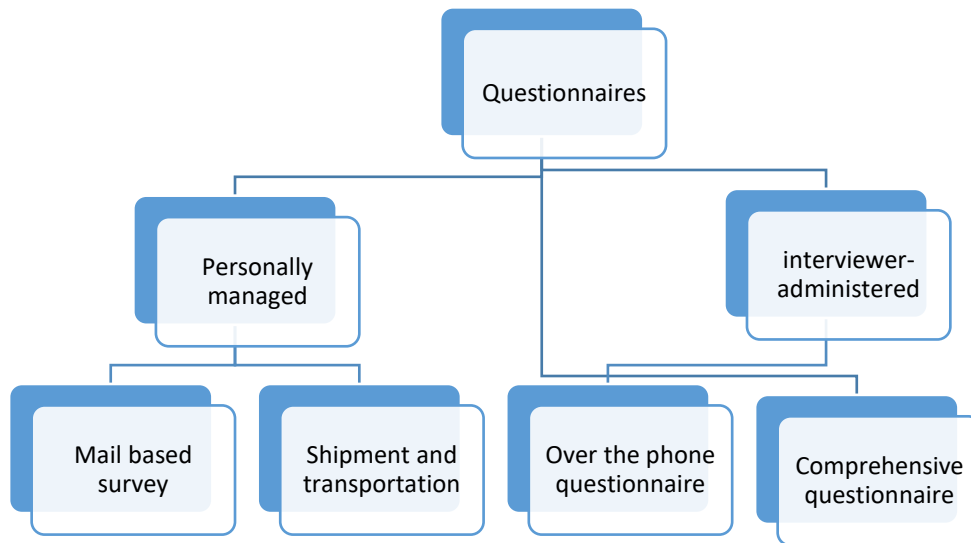 Questionnaires
Personally
managed
interviewer-
administered
Mail based
survey
Shipment and
transportation
Over the phone
questionnaire
Comprehensive
questionnaire